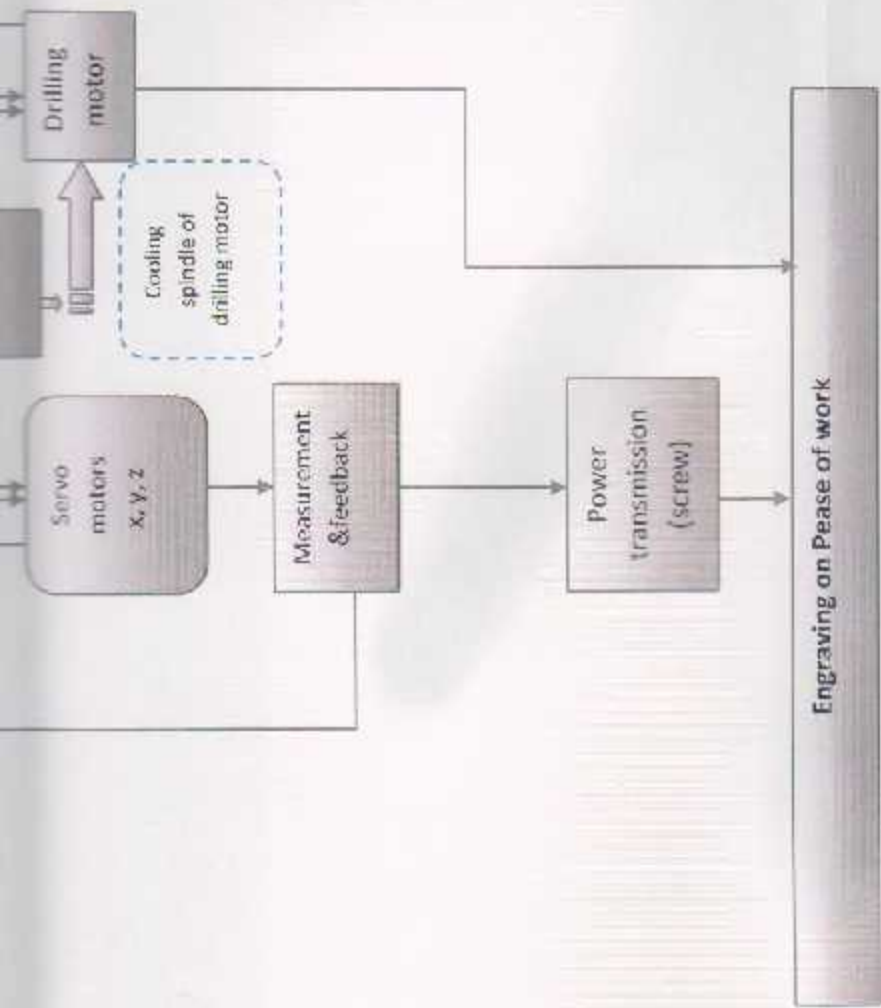 Drilling
motor
Cooling
spindle of
drilling motor
Servo
motors
x, y, z
Measurement
&feedback
Power
transmission
(screw)
Engraving on Pease of work